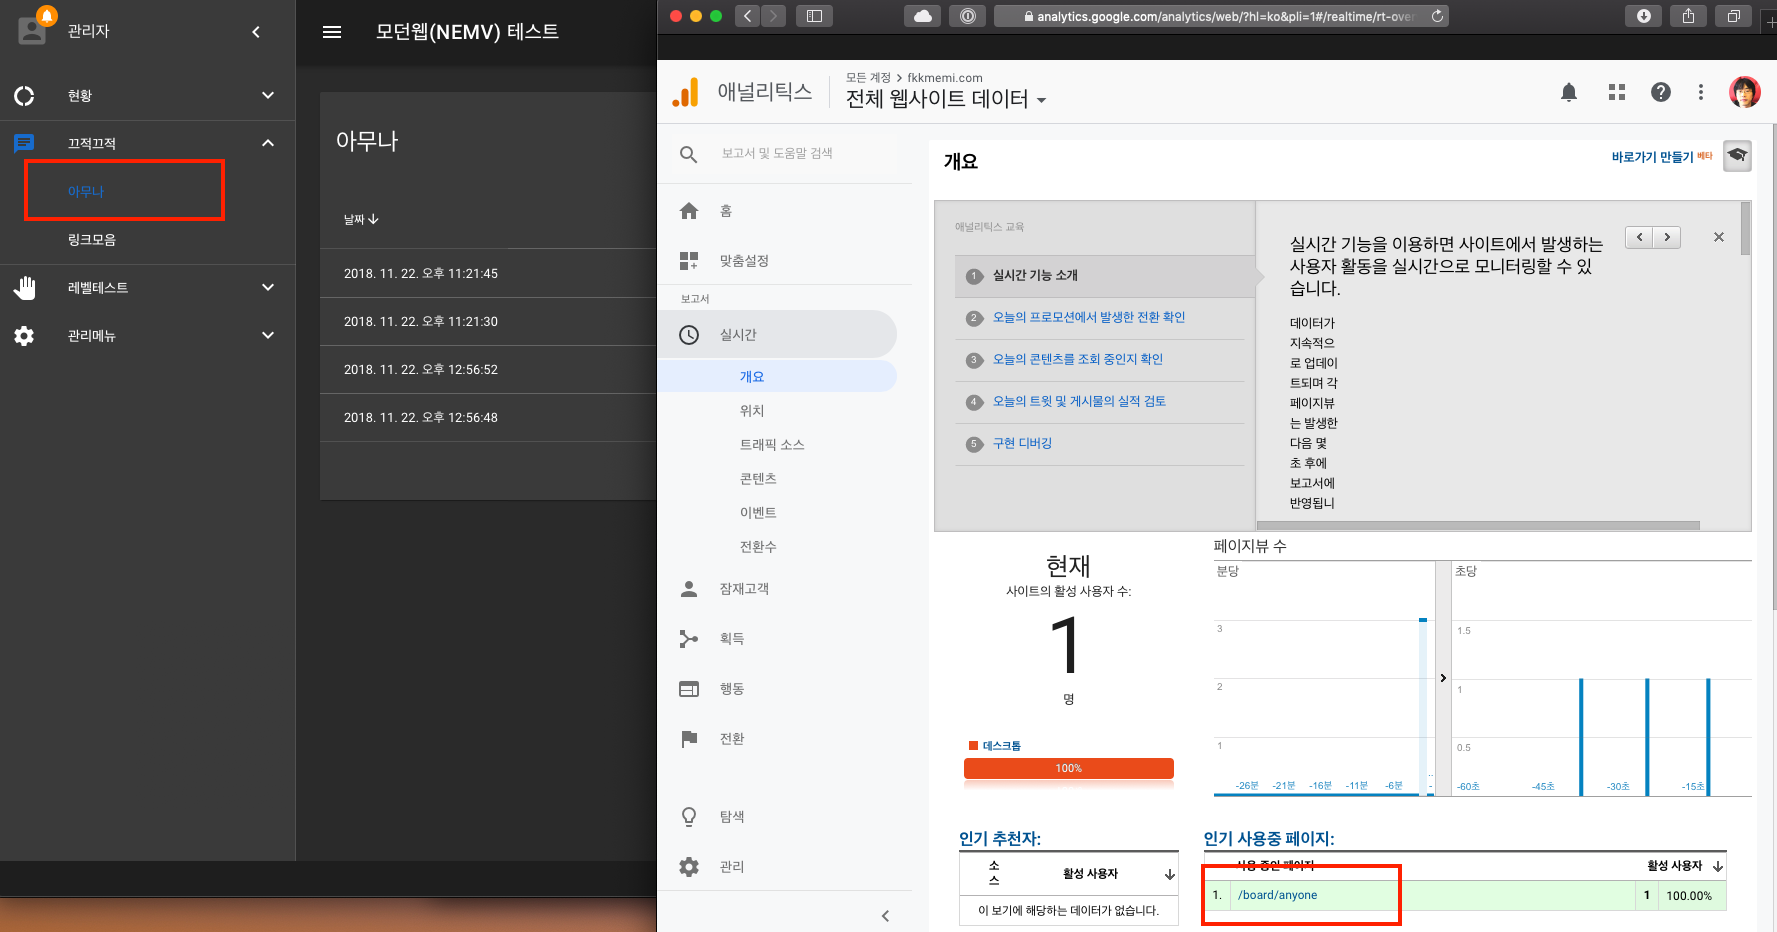 관리자
현황
끄적끄적
아무나
링크모음
레벨테스트
관리메뉴
모던웹(NEMV) 테스트
아무나
날짜
2018. 11. 22. 오후 11:21:45
2018. 11. 22. 오후 11:21:30
2018. 11. 22. 오후 12:56:52
2018. 11. 22. 오후 12:56:48
analytics.google.com/analytics/web/?hl=ko&pli=1#/realtime/rt-over
애널리틱스
모든 계정 > fkkmemi.com
전체 웹사이트 데이터
보고서 및 도움말 검색
홈
맞춤설정
보고서
실시간
개요
위치
트래픽 소스
콘텐츠
이벤트
전환수
잠재고객
획득
행동
전환
탐색
관리
개요
바로가기 만들기 베타
애널리틱스 교육
1 실시간 기능 소개
2 오늘의 프로모션에서 발생한 전환 확인
3 오늘의 콘텐츠를 조회 중인지 확인
4 오늘의 트윗 및 게시물의 실적 검토
5 구현 디버깅
실시간 기능을 이용하면 사이트에서 발생하는
사용자 활동을 실시간으로 모니터링할 수 있
습니다.
데이터가
지속적으
로 업데이
트되며 각
페이지뷰
는 발생한
다음 몇
초 후에
보고서에
반영됩니
현재
사이트의 활성 사용자 수:
1
명
데스크톱
100%
페이지뷰 수
분당
3
2
1
-26분 -21분 -16분 -11분 -6분
초당
1.5
1
0.5
-60초 -45초 -30초 -15초
인기 추천자:
소
스
활성 사용자
이 보기에 해당하는 데이터가 없습니다.
인기 사용중 페이지:
사용 중인 페이지 활성 사용자
1. /board/anyone 1 100.00%